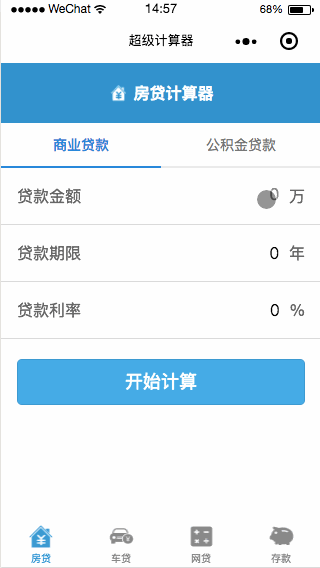 WeChat 14:57 68%
超级计算器
房贷计算器
商业贷款 公积金贷款
贷款金额 0 万
贷款期限 0 年
贷款利率 0 %
开始计算
房贷 车贷 网贷 存款